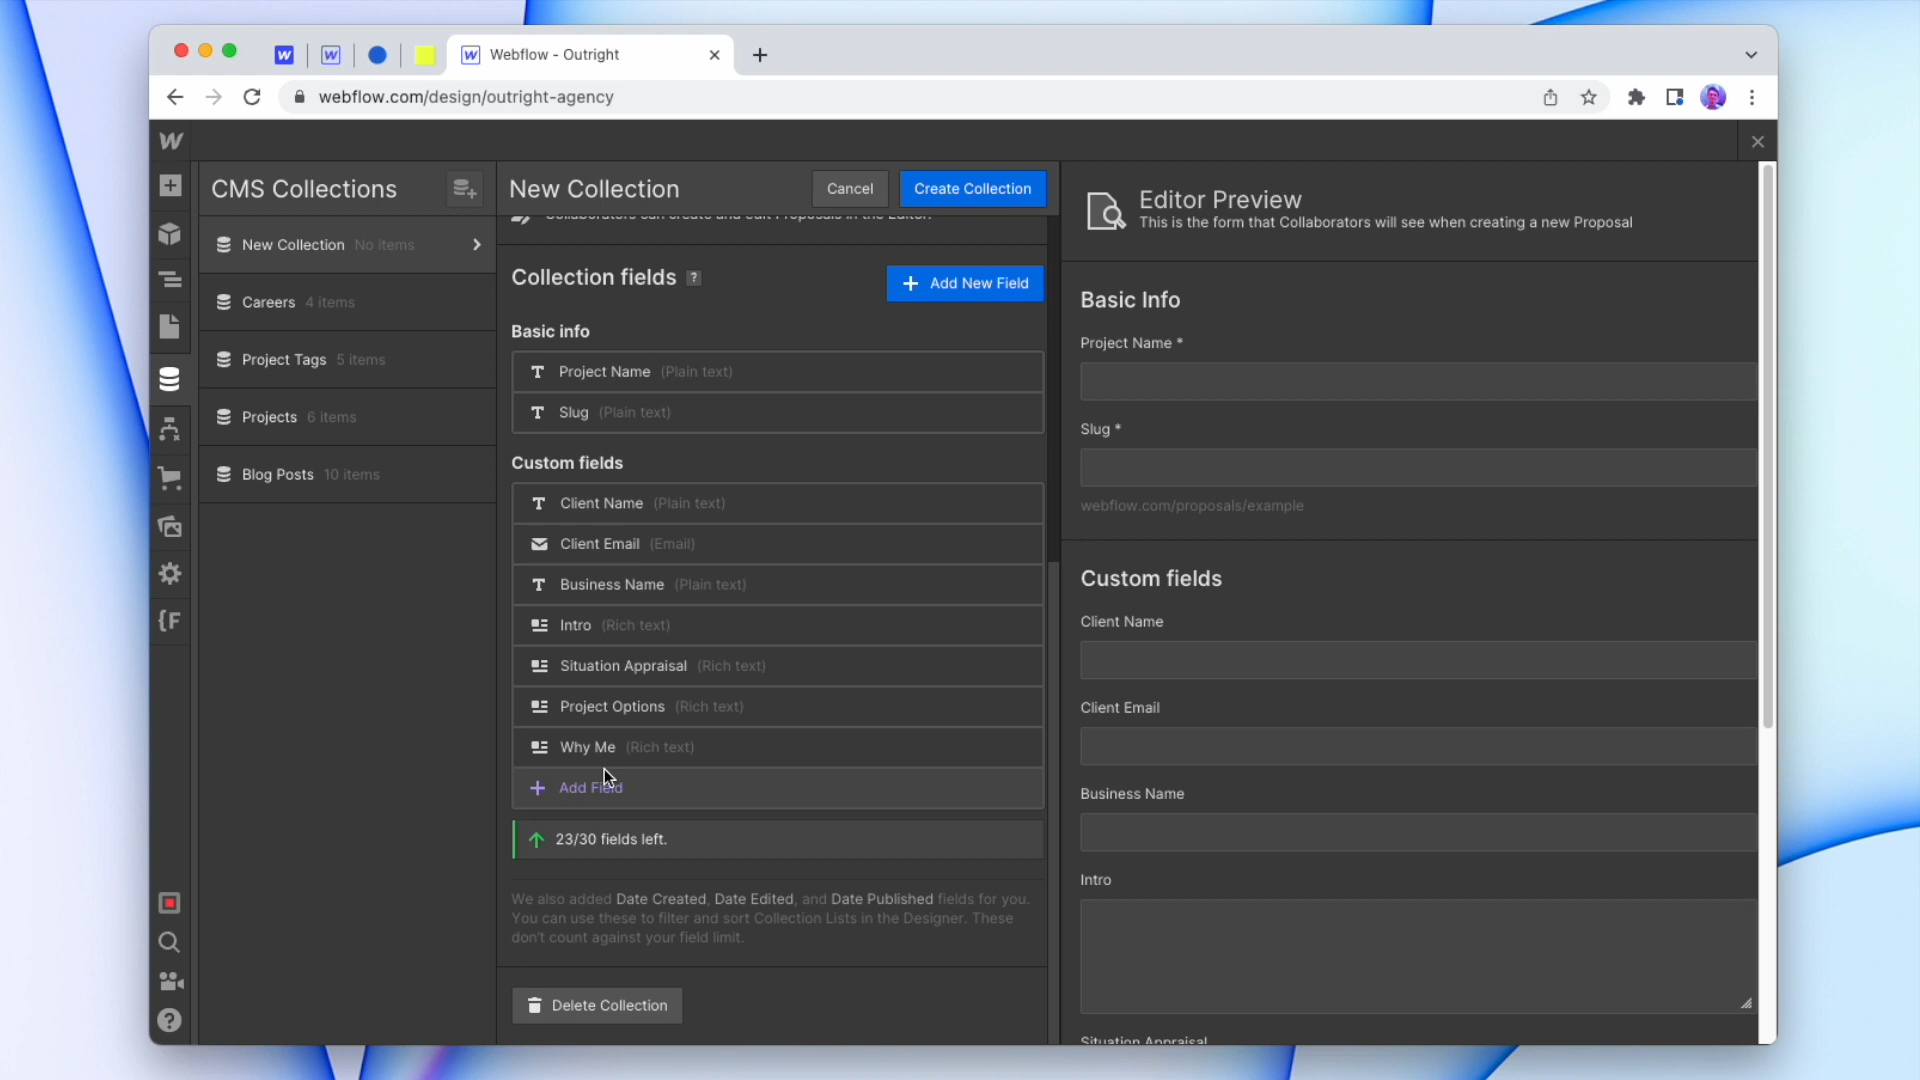 Webflow - Outright
webflow.com/design/outright-agency
CMS Collections
New Collection No items
Careers 4 items
Project Tags 5 items
Projects 6 items
Blog Posts 10 items
New Collection
Cancel
Create Collection
Collaborators can create and edit Proposals in the Editor.
Collection fields ?
Add New Field
Basic info
Project Name (Plain text)
Slug (Plain text)
Custom fields
Client Name (Plain text)
Client Email (Email)
Business Name (Plain text)
Intro (Rich text)
Situation Appraisal (Rich text)
Project Options (Rich text)
Why Me (Rich text)
Add Field
23/30 fields left.
We also added Date Created, Date Edited, and Date Published fields for you.
You can use these to filter and sort Collection Lists in the Designer. These
don't count against your field limit.
Delete Collection
Editor Preview
This is the form that Collaborators will see when creating a new Proposal
Basic Info
Project Name *
Slug *
webflow.com/proposals/example
Custom fields
Client Name
Client Email
Business Name
Intro
Situation Appraisal